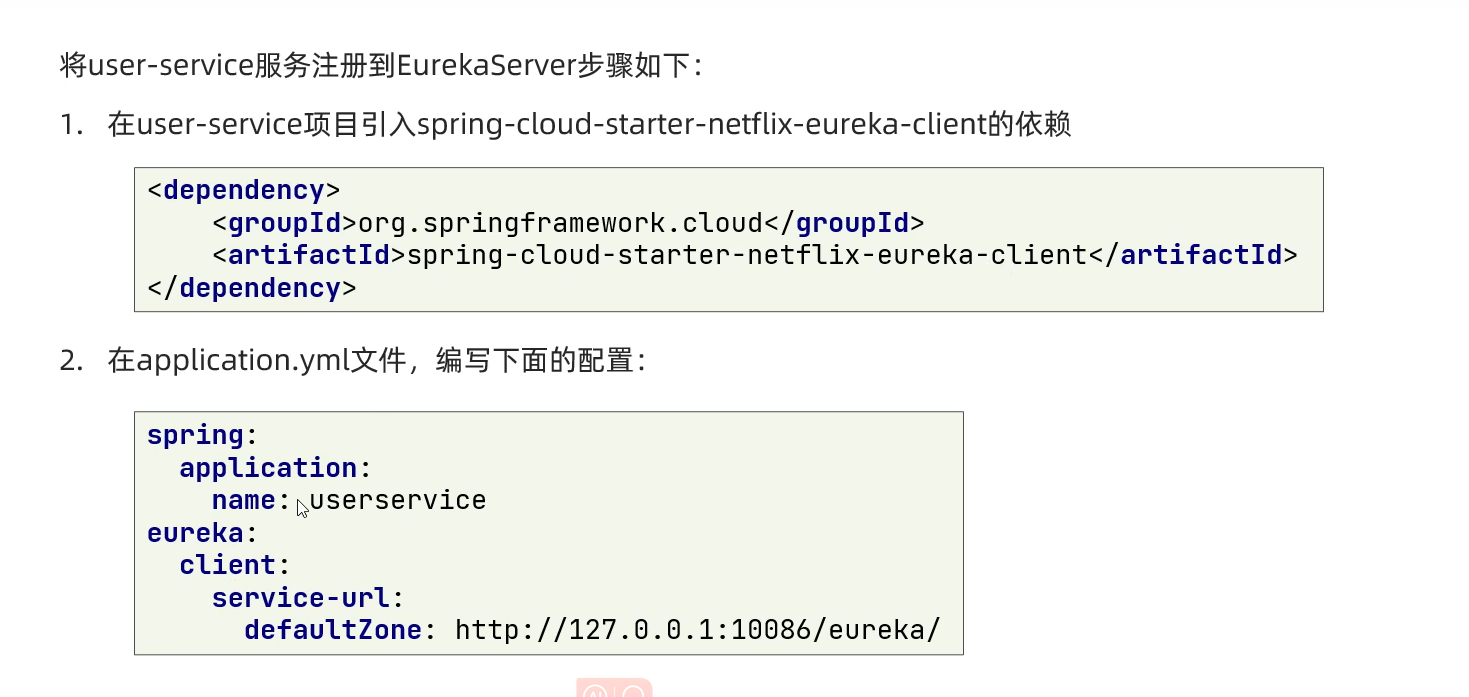 将user-service服务注册到EurekaServer步骤如下：
1. 在user-service项目引入spring-cloud-starter-netflix-eureka-client的依赖
<dependency>
    <groupId>org.springframework.cloud</groupId>
    <artifactId>spring-cloud-starter-netflix-eureka-client</artifactId>
</dependency>
2. 在application.yml文件，编写下面的配置：
spring:
  application:
    name: userservice
eureka:
  client:
    service-url:
      defaultZone: http://127.0.0.1:10086/eureka/